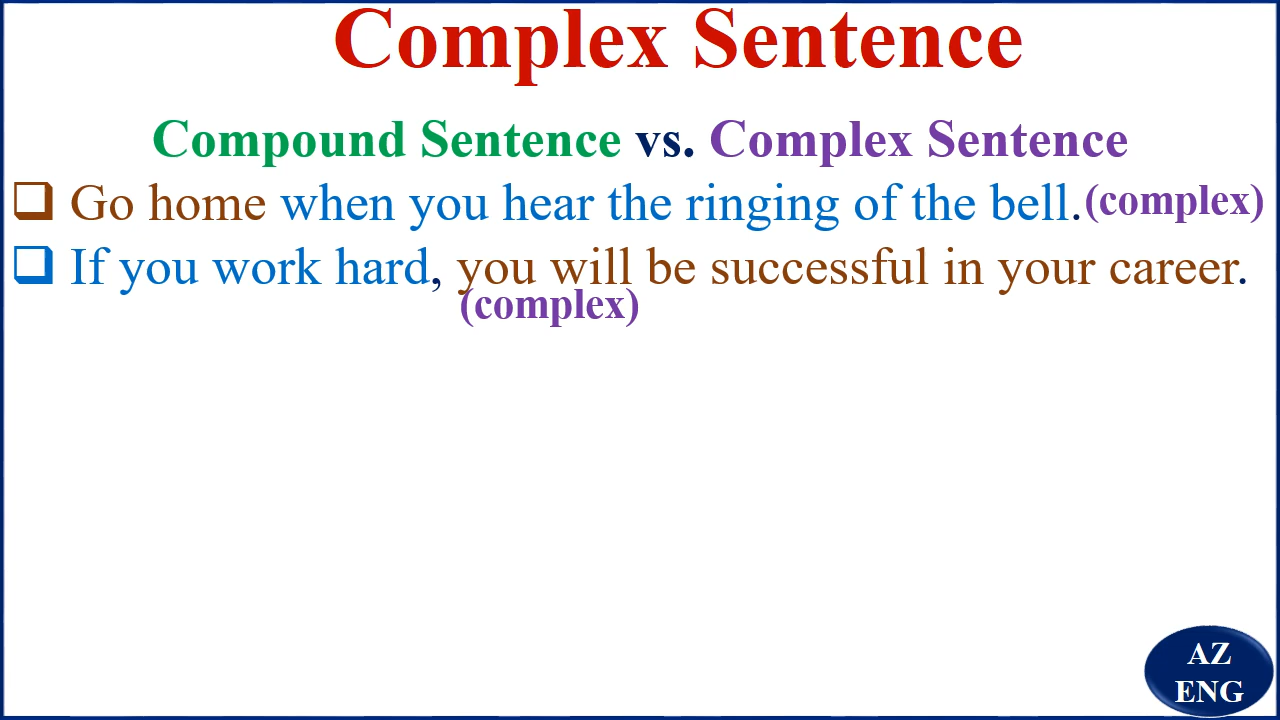 Complex Sentence
Compound Sentence vs. Complex Sentence
❑ Go home when you hear the ringing of the bell.(complex)
❑ If you work hard, you will be successful in your career.
(complex)
AZ
ENG